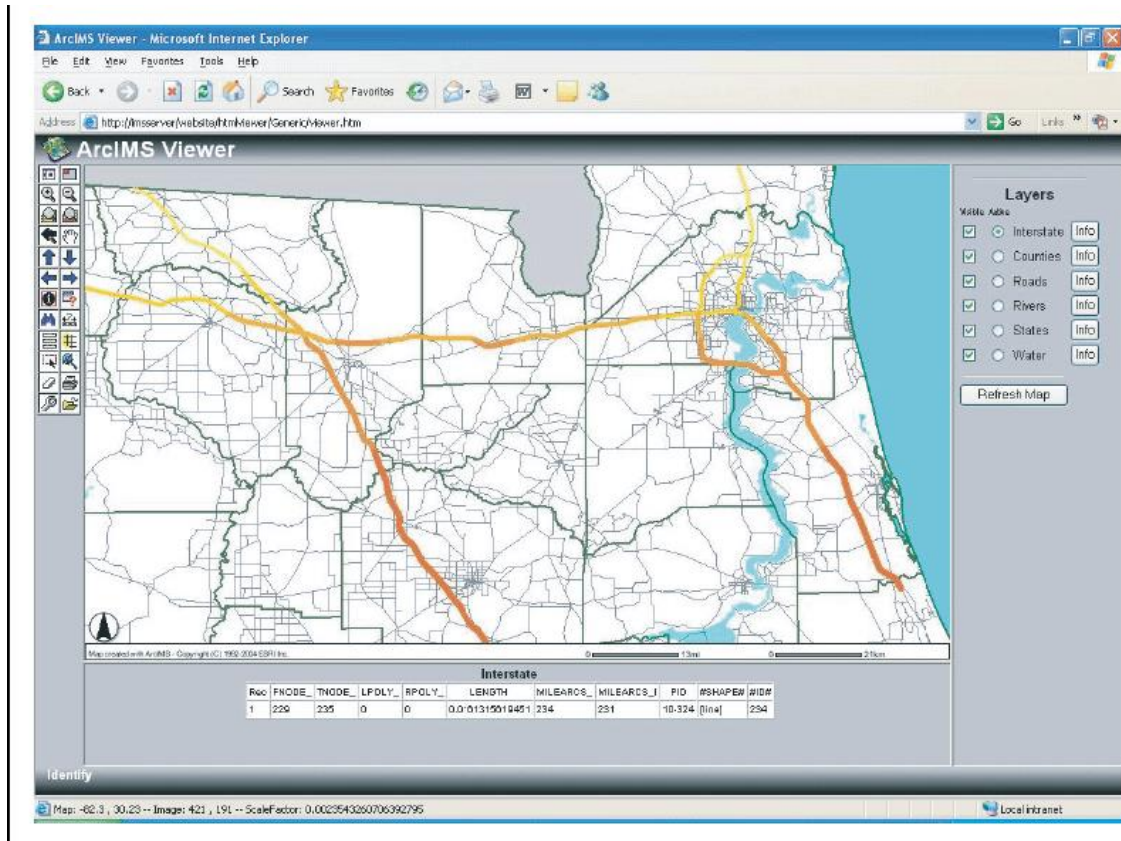 ArcIMS Viewer - Microsoft Internet Explorer
File Edit View Favorites Tools Help
Back Search Favorites
Address http://imsserver/website/htmlviewer/Generic/viewer.htm Go Links
ArcIMS Viewer
Layers
Visible Active
Interstate Info
Counties Info
Roads Info
Rivers Info
States Info
Water Info
Refresh Map
Map created with ArcIMS - Copyright (C) 1992-2004 ESRI Inc.
0 13mi 0 21km
Interstate
Rec FNODE_ TNODE_ LPOLY_ RPOLY_ LENGTH MILEARCS_ MILEARCS_I PID #SHAPE# #ID#
1 229 235 0 0 234 231 10-324 [line] 234
Identify
Map: -82.3 , 30.23 -- Image: 421 , 191 -- ScaleFactor: 0.0023543260706392795
Local intranet